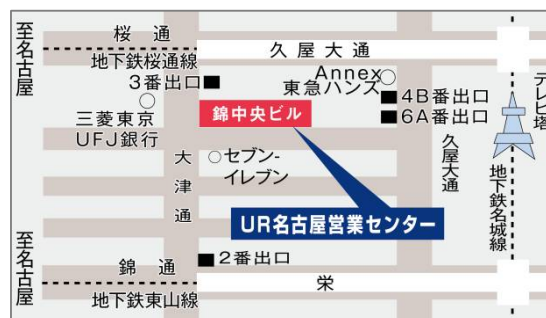 至名古屋
桜通
地下鉄桜通線
久屋大通
3番出口
Annex
東急ハンズ
4B番出口
6A番出口
テレビ塔
三菱東京
UFJ銀行
錦中央ビル
大津通
セブン-
イレブン
久屋大通
地下鉄名城線
UR名古屋営業センター
至名古屋
錦通
2番出口
地下鉄東山線
栄